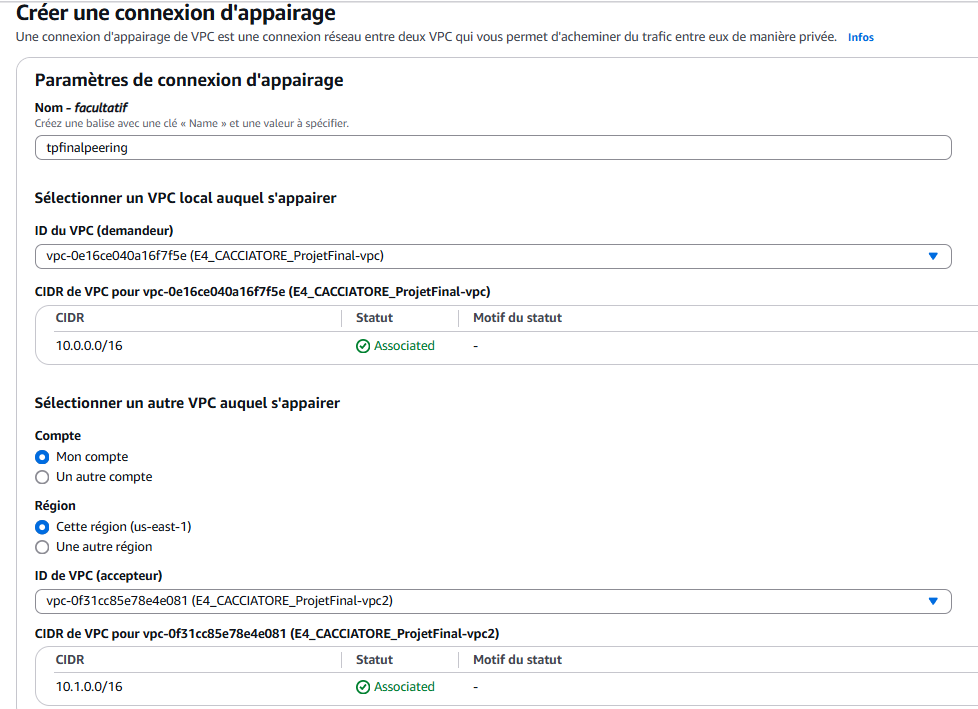 Créer une connexion d'appairage
Une connexion d'appairage de VPC est une connexion réseau entre deux VPC qui vous permet d'acheminer du trafic entre eux de manière privée. Infos
Paramètres de connexion d'appairage
Nom - facultatif
Créez une balise avec une clé « Name » et une valeur à spécifier.
tpfinalpeering
Sélectionner un VPC local auquel s'appairer
ID du VPC (demandeur)
vpc-0e16ce040a16f7f5e (E4_CACCIATORE_ProjetFinal-vpc)
CIDR de VPC pour vpc-0e16ce040a16f7f5e (E4_CACCIATORE_ProjetFinal-vpc)
CIDR Statut Motif du statut
10.0.0.0/16 Associated -
Sélectionner un autre VPC auquel s'appairer
Compte
Mon compte
Un autre compte
Région
Cette région (us-east-1)
Une autre région
ID de VPC (accepteur)
vpc-0f31cc85e78e4e081 (E4_CACCIATORE_ProjetFinal-vpc2)
CIDR de VPC pour vpc-0f31cc85e78e4e081 (E4_CACCIATORE_ProjetFinal-vpc2)
CIDR Statut Motif du statut
10.1.0.0/16 Associated -